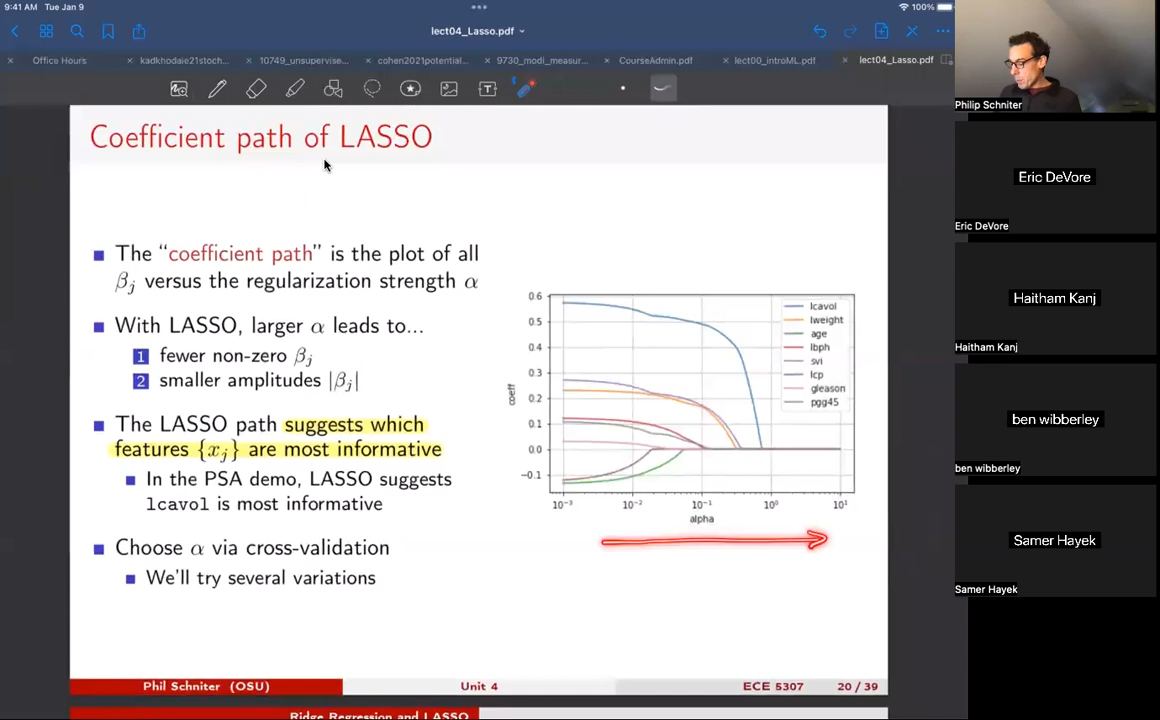 9:41 AM Tue Jan 9
100%
lect04_Lasso.pdf
Office Hours
kadkhodaie21stoch...
10749_unsupervise...
cohen2021potential...
9730_modi_measur...
CourseAdmin.pdf
lect00_introML.pdf
lect04_Lasso.pdf
Coefficient path of LASSO
The “coefficient path” is the plot of all
βj versus the regularization strength α
With LASSO, larger α leads to...
1 fewer non-zero βj
2 smaller amplitudes |βj|
The LASSO path suggests which
features {xj} are most informative
In the PSA demo, LASSO suggests
lcavol is most informative
Choose α via cross-validation
We'll try several variations
0.6
0.5
0.4
0.3
0.2
0.1
0.0
−0.1
coeff
10⁻³ 10⁻² 10⁻¹ 10⁰ 10¹
alpha
lcavol
lweight
age
lbph
svi
lcp
gleason
pgg45
Phil Schniter (OSU) Unit 4 ECE 5307 20 / 39
Ridge Regression and LASSO
Philip Schniter
Eric DeVore
Eric DeVore
Haitham Kanj
Haitham Kanj
ben wibberley
ben wibberley
Samer Hayek
Samer Hayek